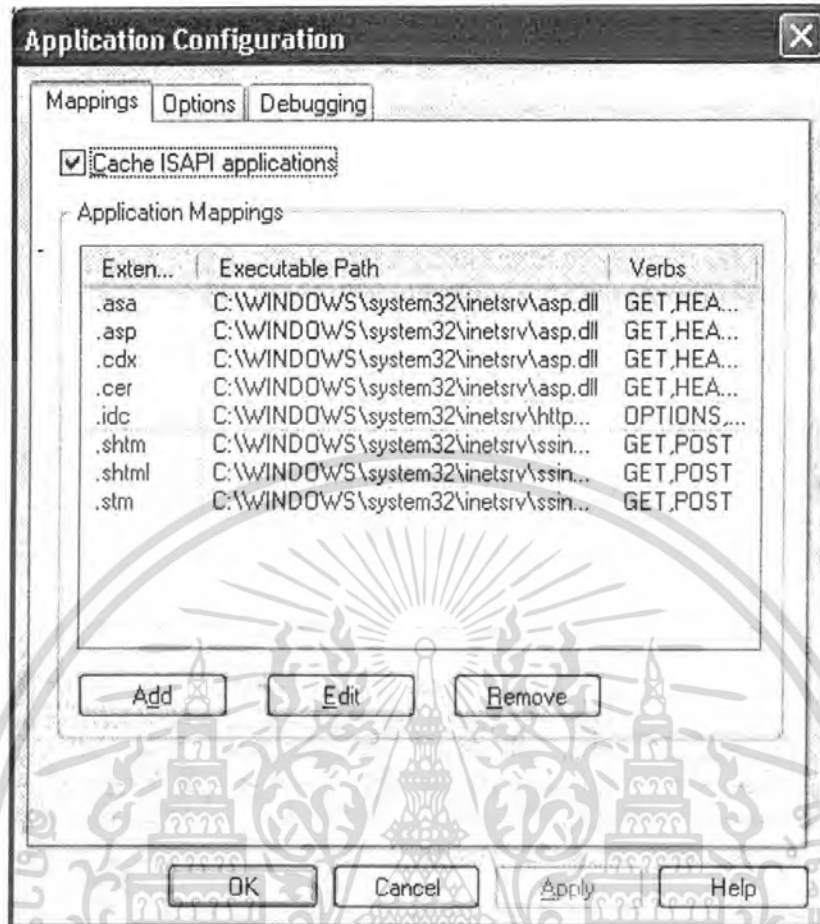 Application Configuration
Mappings Options Debugging
Cache ISAPI applications
Application Mappings
Exten... Executable Path Verbs
.asa C:\WINDOWS\system32\inetsrv\asp.dll GET,HEA...
.asp C:\WINDOWS\system32\inetsrv\asp.dll GET,HEA...
.cdx C:\WINDOWS\system32\inetsrv\asp.dll GET,HEA...
.cer C:\WINDOWS\system32\inetsrv\asp.dll GET,HEA...
.idc C:\WINDOWS\system32\inetsrv\http... OPTIONS,...
.shtm C:\WINDOWS\system32\inetsrv\ssin... GET,POST
.shtml C:\WINDOWS\system32\inetsrv\ssin... GET,POST
.stm C:\WINDOWS\system32\inetsrv\ssin... GET,POST
Add Edit Remove
OK Cancel Apply Help